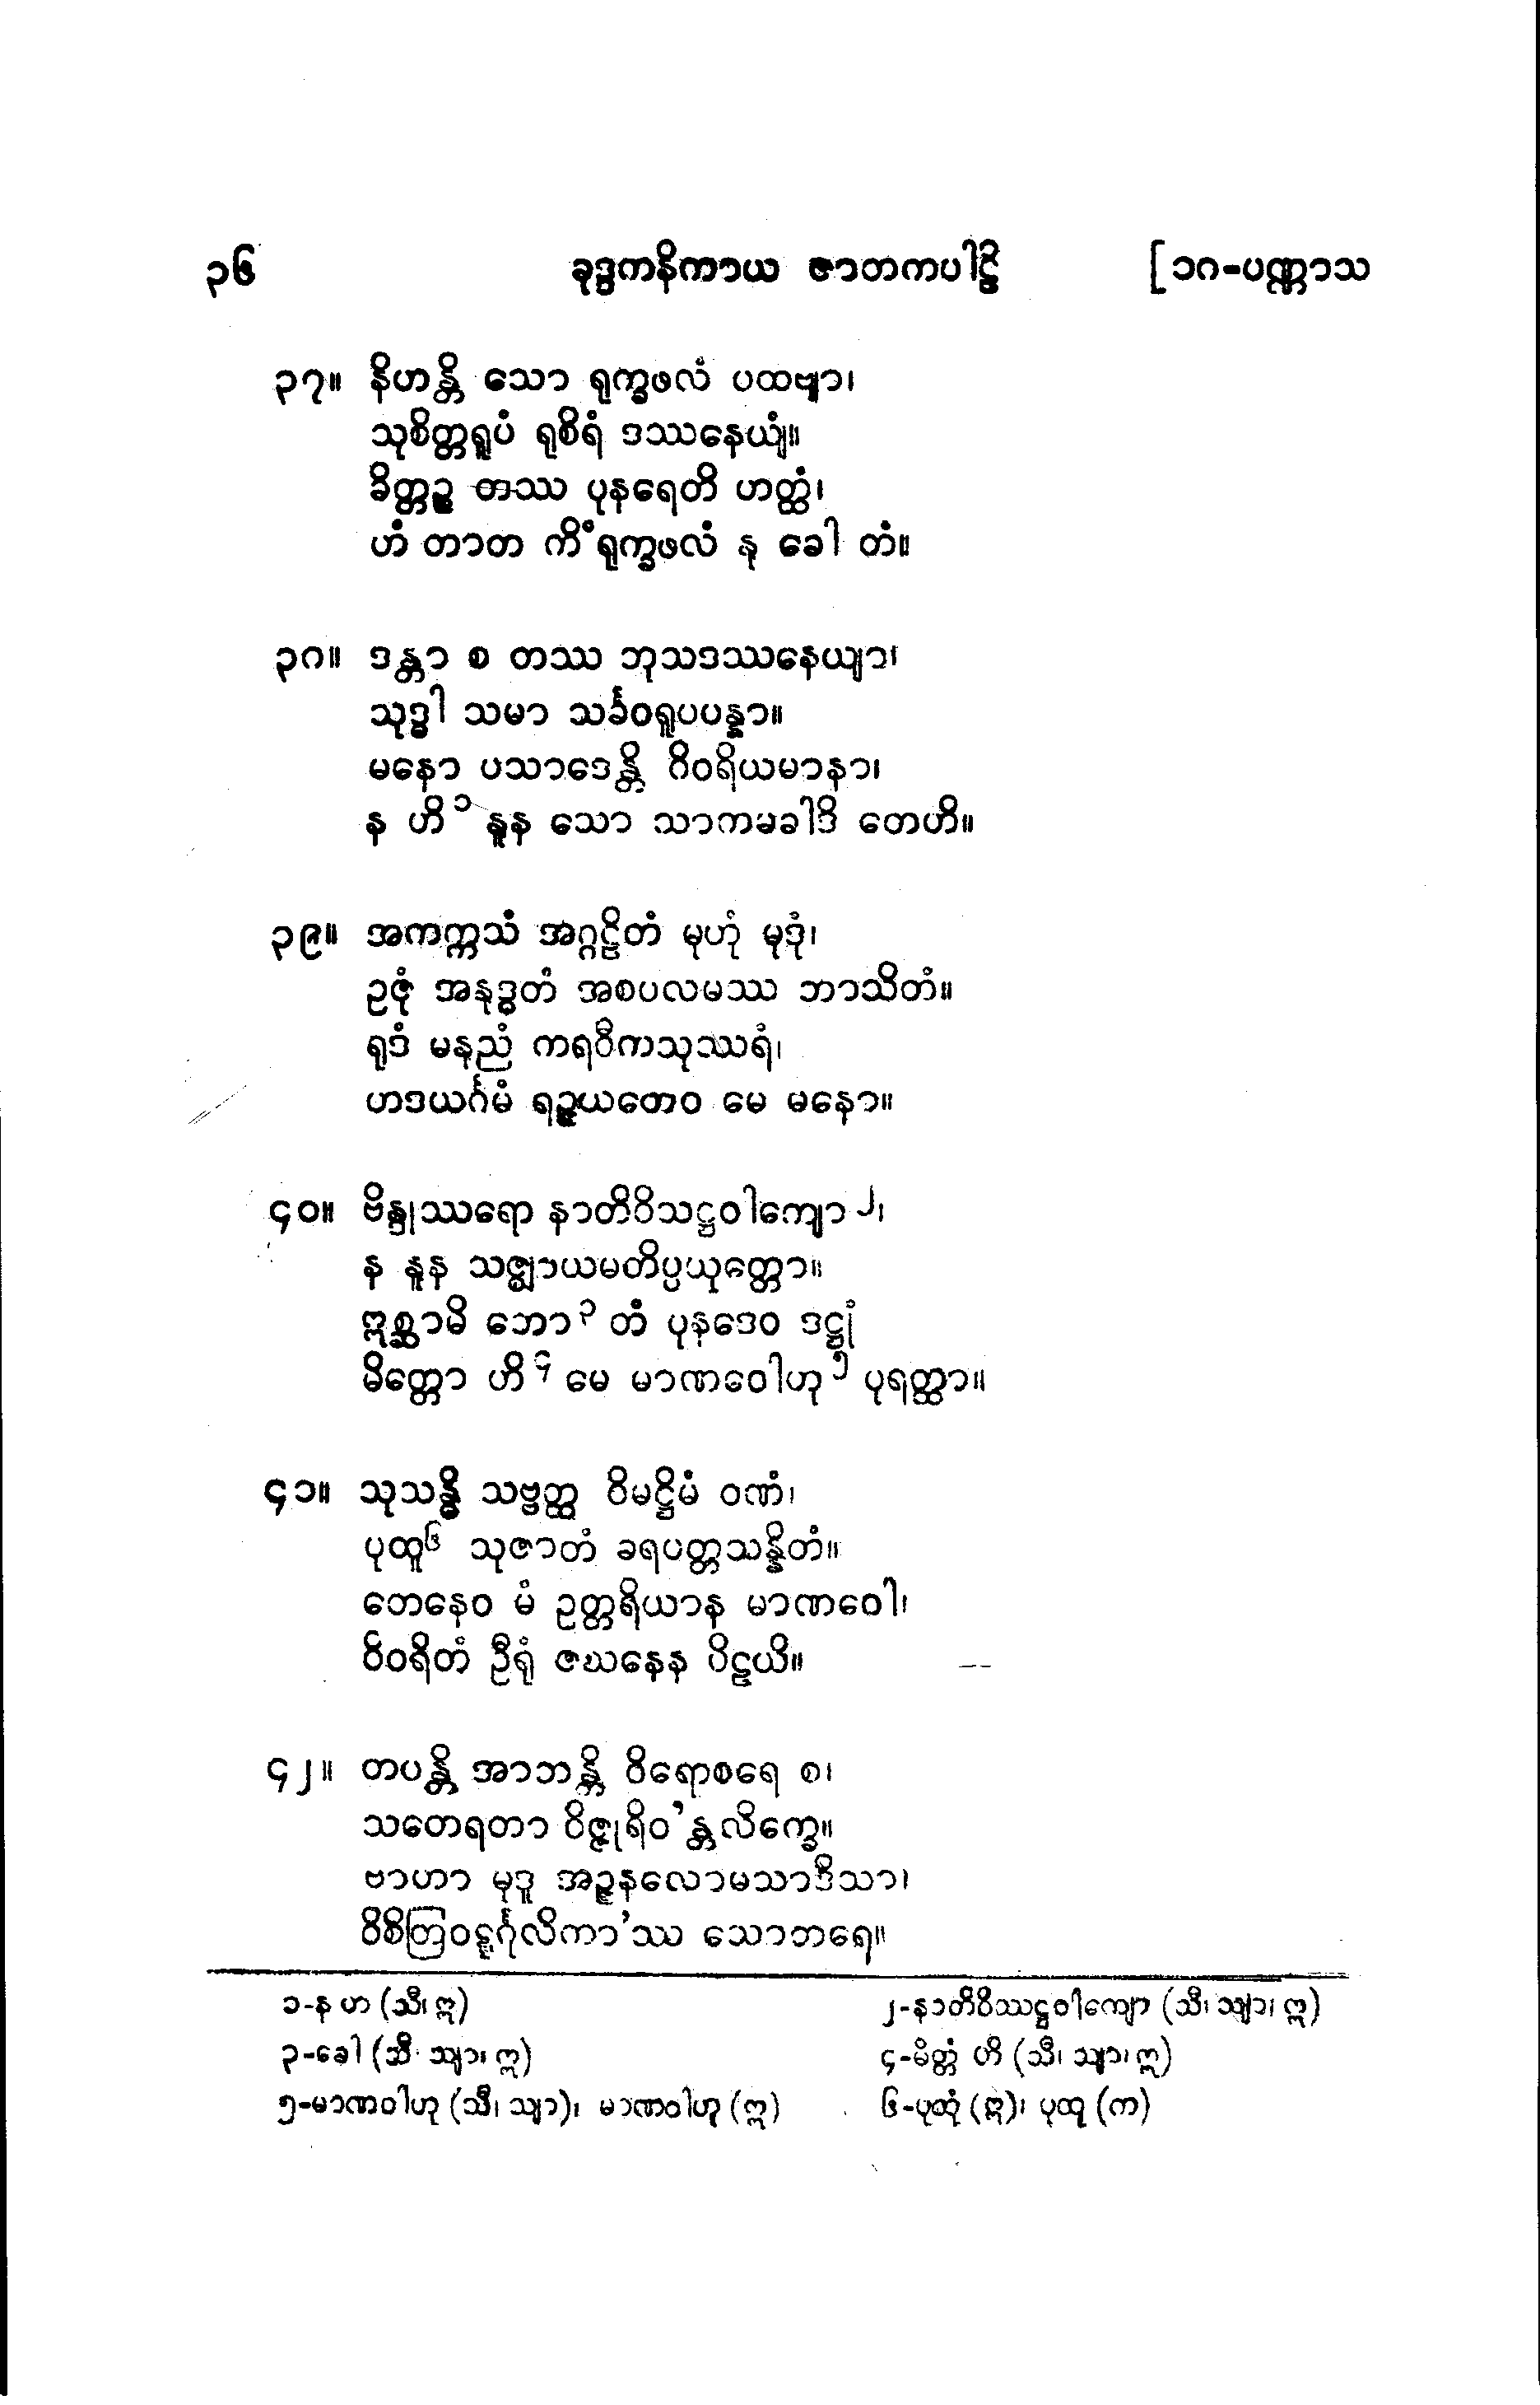 ၃၆ ခုဒ္ဒကနိကာယ ဇာတကပါဠိ [၁ဂ-ပဏ္ဏာသ
၃၇။ နိဟန္တိ သော ရုက္ခဖလံ ပထဗျာ၊
သုစိတ္တရူပံ ရုစိရံ ဒဿနေယျံ။
ခိတ္တဉ္စ တဿ ပုနရေတိ ဟတ္ထံ၊
ဟံ တာတ ကိံရုက္ခဖလံ နု ခေါ တံ။
၃ဂ။ ဒန္တာ စ တဿ ဘုသဒဿနေယျာ၊
သုဒ္ဓါ သမာ သင်္ခဝရူပပန္နာ။
မနော ပသာဒေန္တိ ဝိဝရိယမာနာ၊
န ဟိ ၁ နူန သော သာကမခါဒိ တေဟိ။
၃၉။ အကက္ကသံ အဂ္ဂဠိတံ မုဟုံ မုဒုံ၊
ဥဇုံ အနုဒ္ဓတံ အစပလမဿ ဘာသိတံ။
ရုဒံ မနုညံ ကရဝီကသုဿရံ၊
ဟဒယင်္ဂမံ ရဉ္ဇယတေဝ မေ မနော။
၄၀။ ဗိန္ဒုဿရော နာတိဝိသဋ္ဌဝါကျော ၂၊
န နူန သဇ္ဈာယမတိပ္ပယုတ္တော။
ဣစ္ဆာမိ ဘော ၃ တံ ပုနဒေဝ ဒဋ္ဌုံ
မိတ္တော ဟိ ၄ မေ မာဏဝေါဟု ၅ ပုရတ္ထာ။
၄၁။ သုသန္ဓိ သဗ္ဗတ္ထ ဝိမဋ္ဌိမံ ဝဏံ၊
ပုထူ ၆ သုဇာတံ ခရပတ္တသန္နိဘံ။
တေနေဝ မံ ဥတ္တရိယာန မာဏဝေါ၊
ဝိဝရိတံ ဦရုံ ဇဃနေန ပိဠယိ။
၄၂။ တပန္တိ အာဘန္တိ ဝိရောစရေ စ၊
သတေရတာ ဝိဇ္ဇုရိဝ’န္တလိက္ခေ။
ဗာဟာ မုဒူ အဉ္ဇနလောမသာဒိသာ၊
ဝိစိတြဝဋ္ဋင်္ဂုလိကာ’ဿ သောဘရေ။
၁-န ဟ (သီ၊ ဣ) ၂-နာတိဝိဿဋ္ဌဝါကျော (သီ၊ သျာ၊ ဣ)
၃-ခေါ (သီ၊ သျာ၊ ဣ) ၄-မိတ္တံ ဟိ (သီ၊ သျာ၊ ဣ)
၅-မာဏဝါဟု (သီ၊ သျာ)၊ မာဏဝါဟူ (ဣ) ၆-ပုထုံ (ဣ)၊ ပုထု (က)